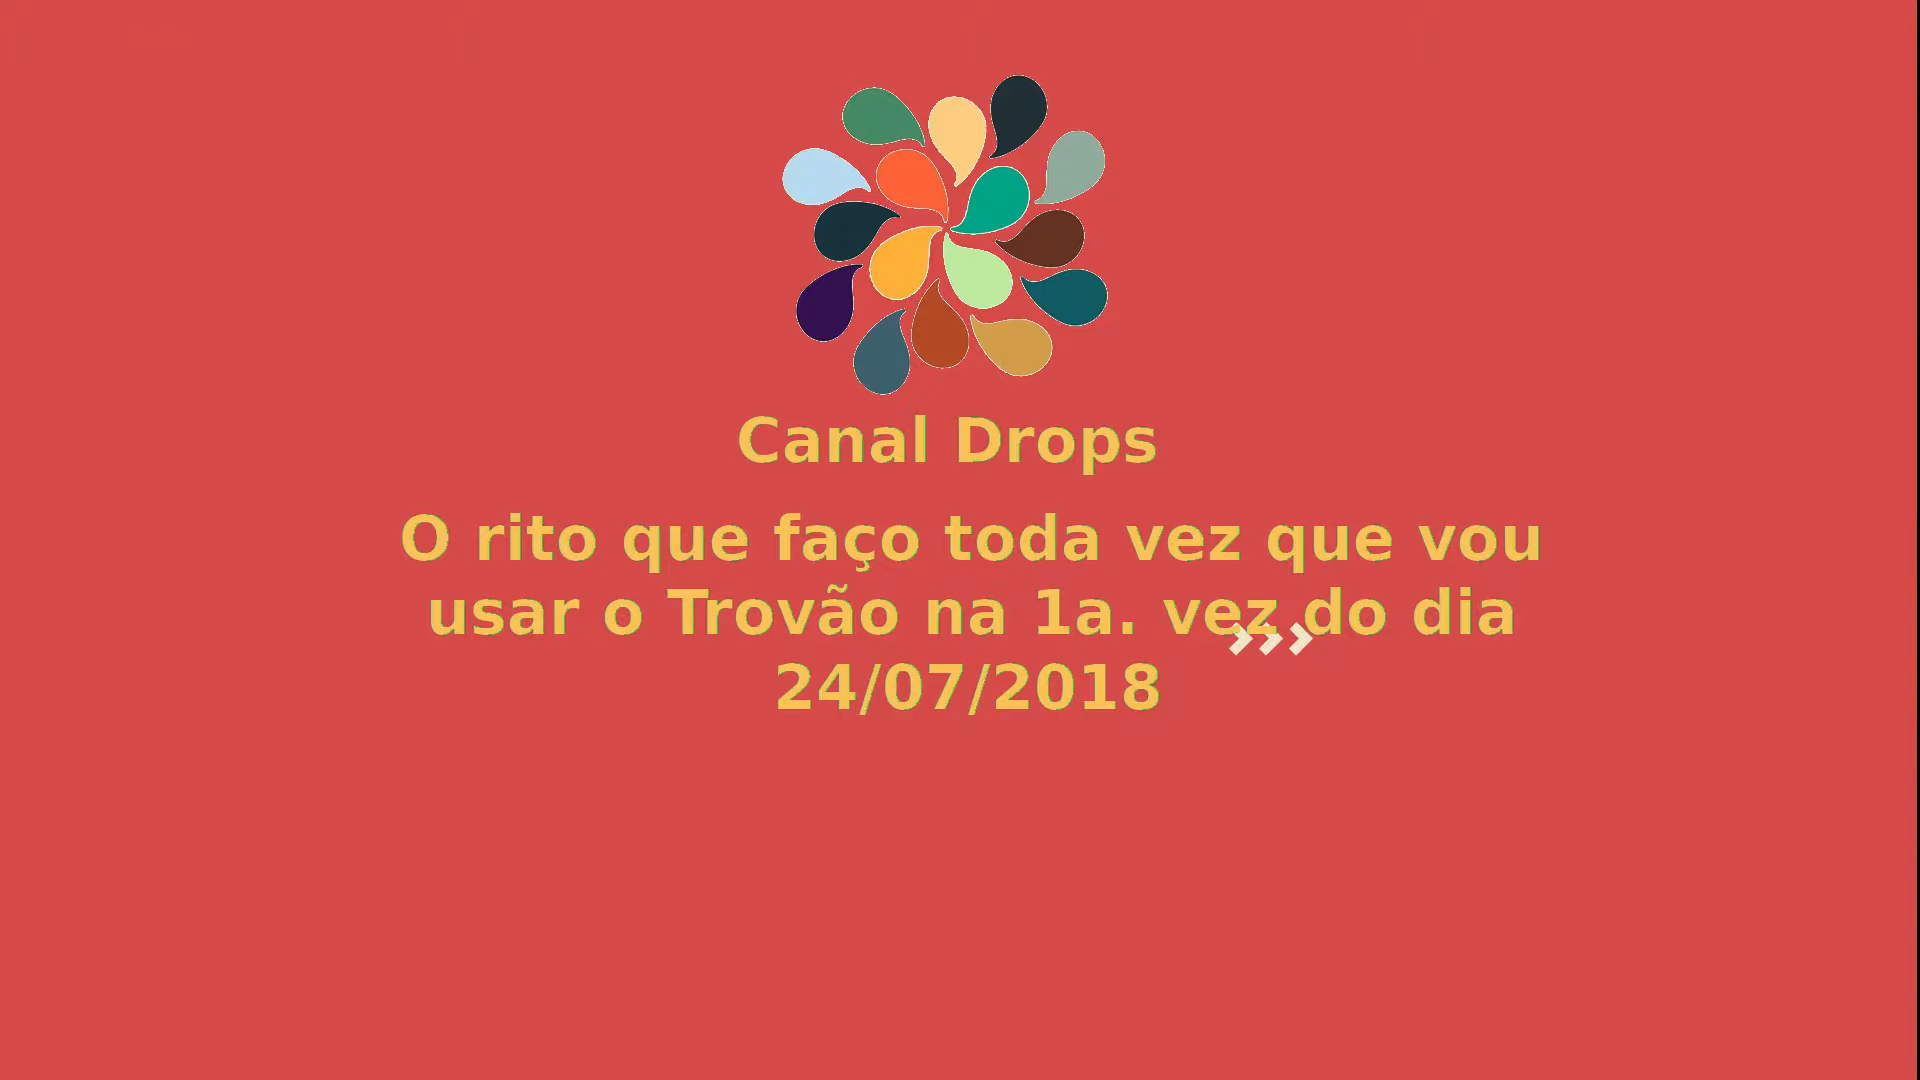 Canal Drops
O rito que faço toda vez que vou
usar o Trovão na 1a. vez do dia
24/07/2018